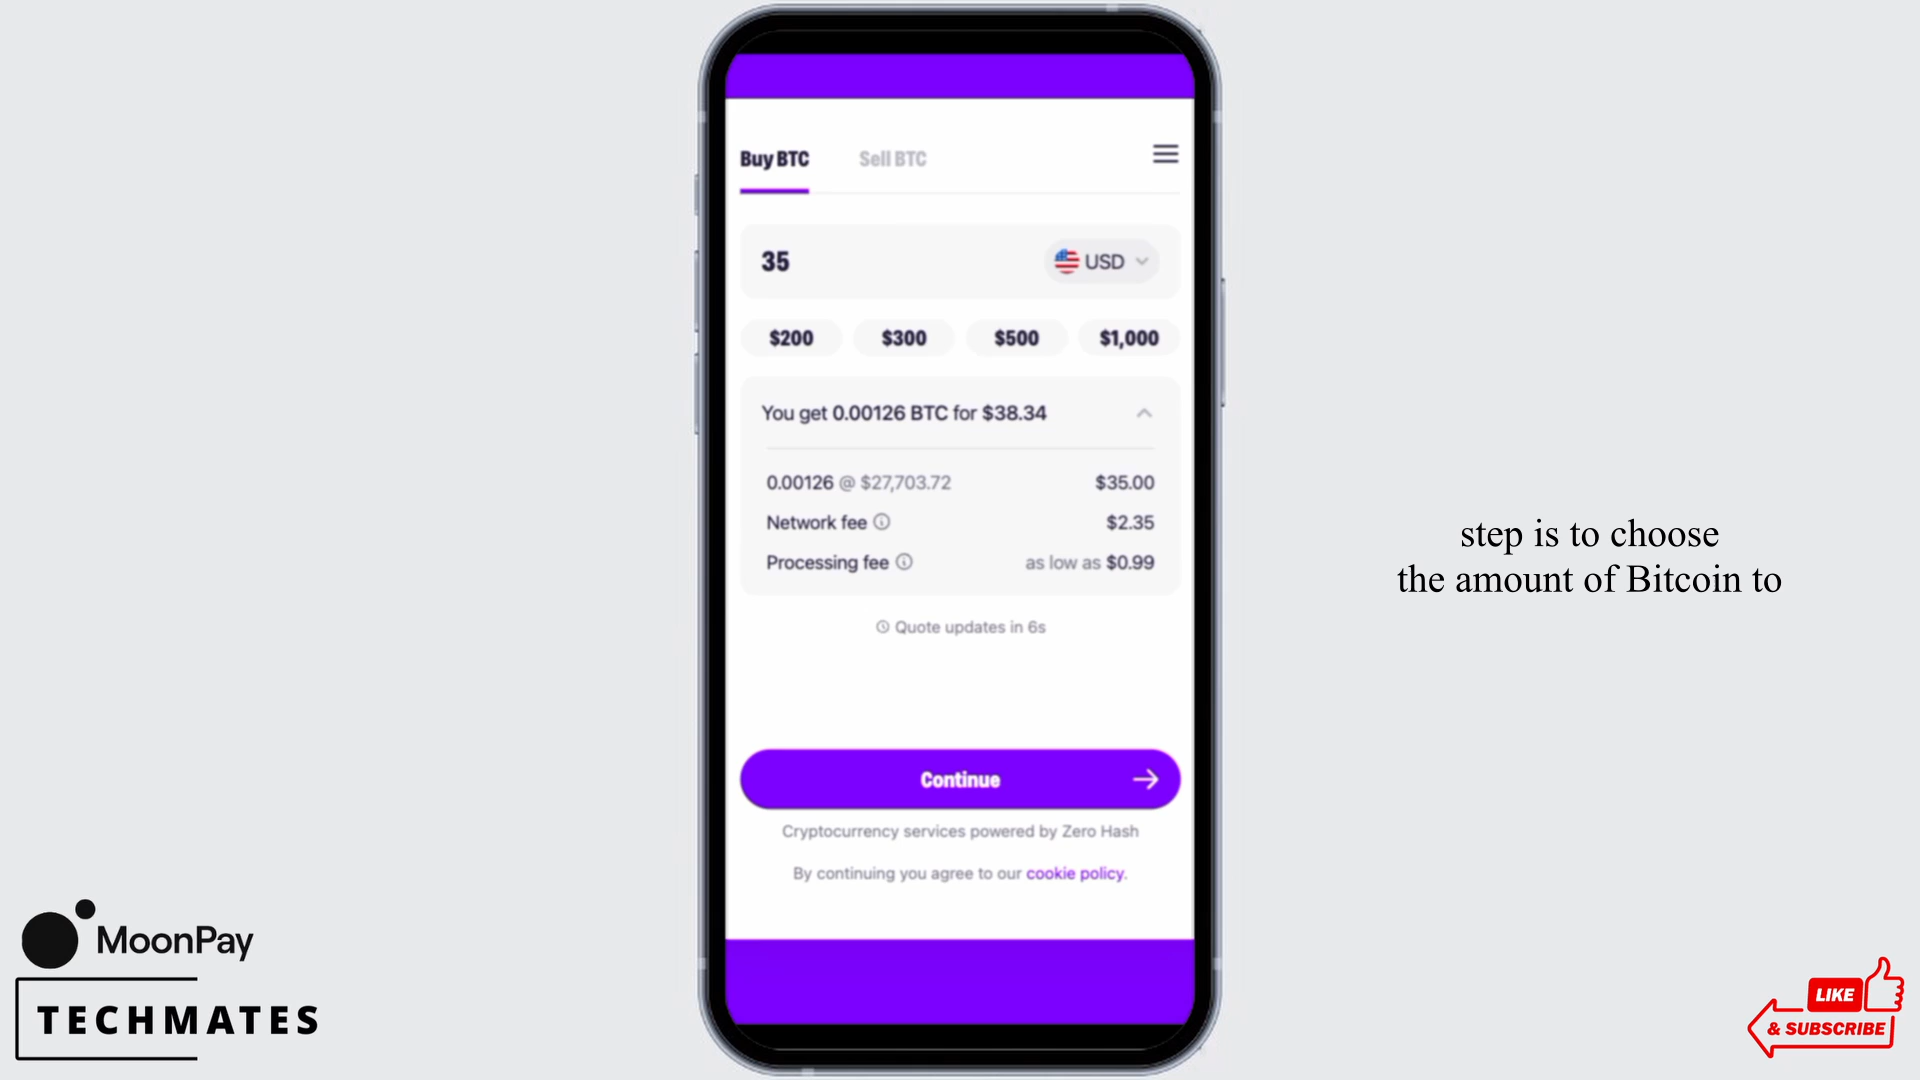 Buy BTC
Sell BTC
35
USD
$200
$300
$500
$1,000
You get 0.00126 BTC for $38.34
0.00126 @ $27,703.72
$35.00
Network fee
$2.35
Processing fee
as low as $0.99
Quote updates in 6s
Continue
Cryptocurrency services powered by Zero Hash
By continuing you agree to our cookie policy.
step is to choose
the amount of Bitcoin to
MoonPay
TECHMATES
LIKE
& SUBSCRIBE